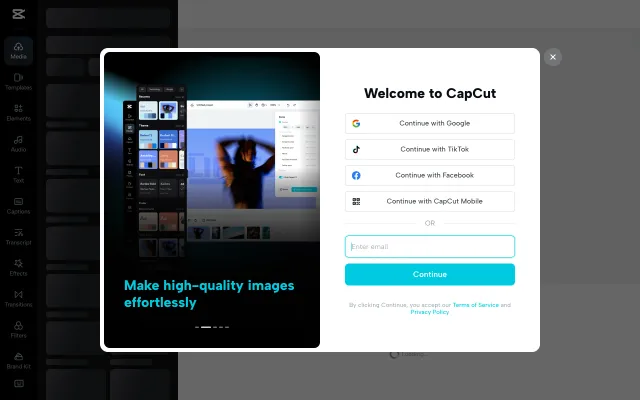 Media
Templates
Elements
Audio
Text
Captions
Transcript
Effects
Transitions
Filters
Brand kit
Make high-quality images
effortlessly
Welcome to CapCut
Continue with Google
Continue with TikTok
Continue with Facebook
Continue with CapCut Mobile
OR
Enter email
Continue
By clicking Continue, you accept our Terms of Service and
Privacy Policy
Loading...